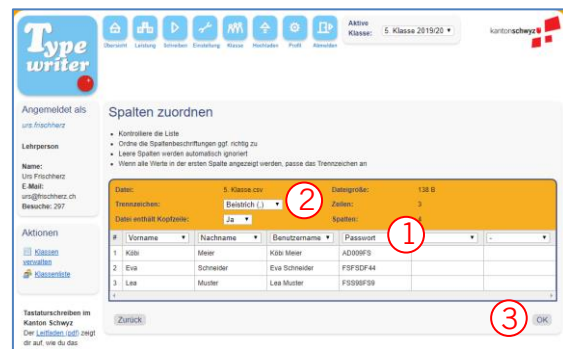 Type
writer
Übersicht Leistung Schreiben Einstellung Klasse Hochladen Profil Abmelden
Aktive
Klasse: 5. Klasse 2019/20
kantonschwyz
Angemeldet als
urs.frischherz
Lehrperson
Name:
Urs Frischherz
E-Mail:
urs@frischherz.ch
Besuche: 297
Aktionen
Klassen
verwalten
Klassenliste
Tastaturschreiben im
Kanton Schwyz
Der Leitfaden (pdf) zeigt
dir auf, wie du das
Spalten zuordnen
Kontrolliere die Liste
Ordne die Spaltenbeschriftungen ggf. richtig zu
Leere Spalten werden automatisch ignoriert
Wenn alle Werte in der ersten Spalte angezeigt werden, passe das Trennzeichen an
Datei: 5. Klasse.csv Dateigröße: 138 B
Trennzeichen: Beistrich (,) 2 Zeilen: 3
Datei enthält Kopfzeile: Ja Spalten:
# Vorname Nachname Benutzername Passwort 1 -
1 Köbi Meier Köbi Meier AD009FS
2 Eva Schneider Eva Schneider FSFSDF44
3 Lea Muster Lea Muster FSS98FS9
Zurück 3 OK